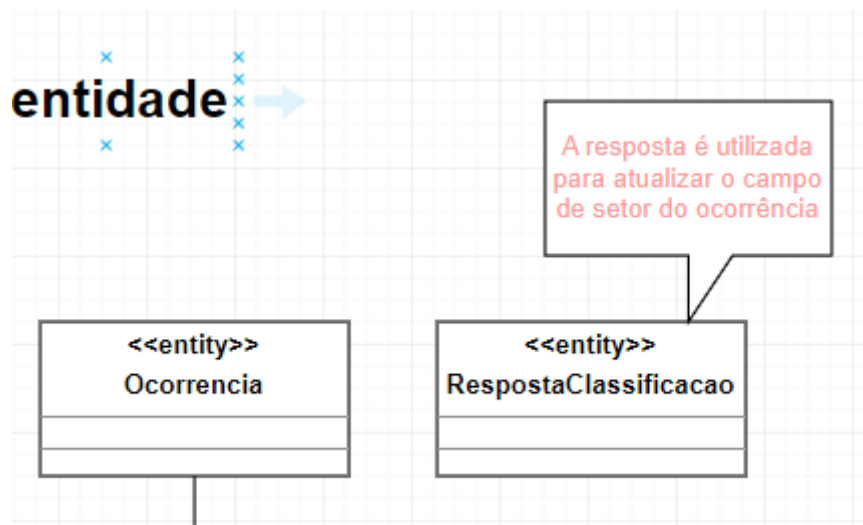 entidade
A resposta é utilizada
para atualizar o campo
de setor do ocorrência
<<entity>>
Ocorrencia
<<entity>>
RespostaClassificacao